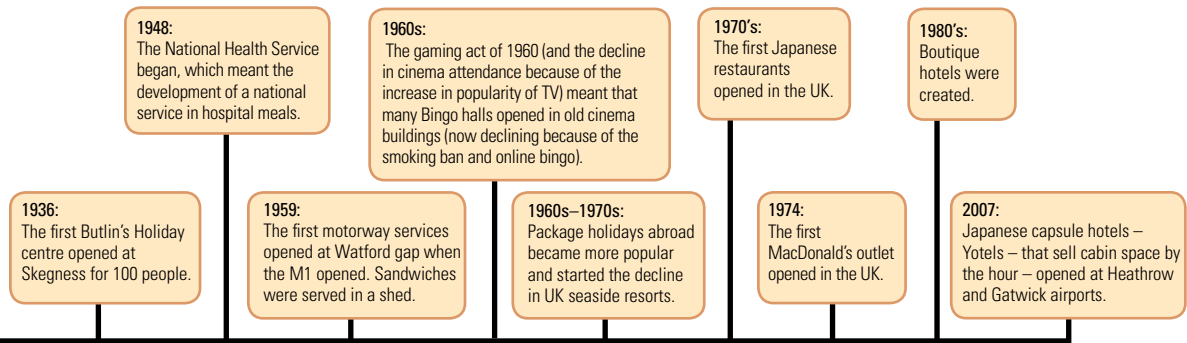 1936:
The first Butlin's Holiday
centre opened at
Skegness for 100 people.
1948:
The National Health Service
began, which meant the
development of a national
service in hospital meals.
1959:
The first motorway services
opened at Watford gap when
the M1 opened. Sandwiches
were served in a shed.
1960s:
The gaming act of 1960 (and the decline
in cinema attendance because of the
increase in popularity of TV) meant that
many Bingo halls opened in old cinema
buildings (now declining because of the
smoking ban and online bingo).
1960s–1970s:
Package holidays abroad
became more popular
and started the decline
in UK seaside resorts.
1970's:
The first Japanese
restaurants
opened in the UK.
1974:
The first
MacDonald's outlet
opened in the UK.
1980's:
Boutique
hotels were
created.
2007:
Japanese capsule hotels –
Yotels – that sell cabin space by
the hour – opened at Heathrow
and Gatwick airports.